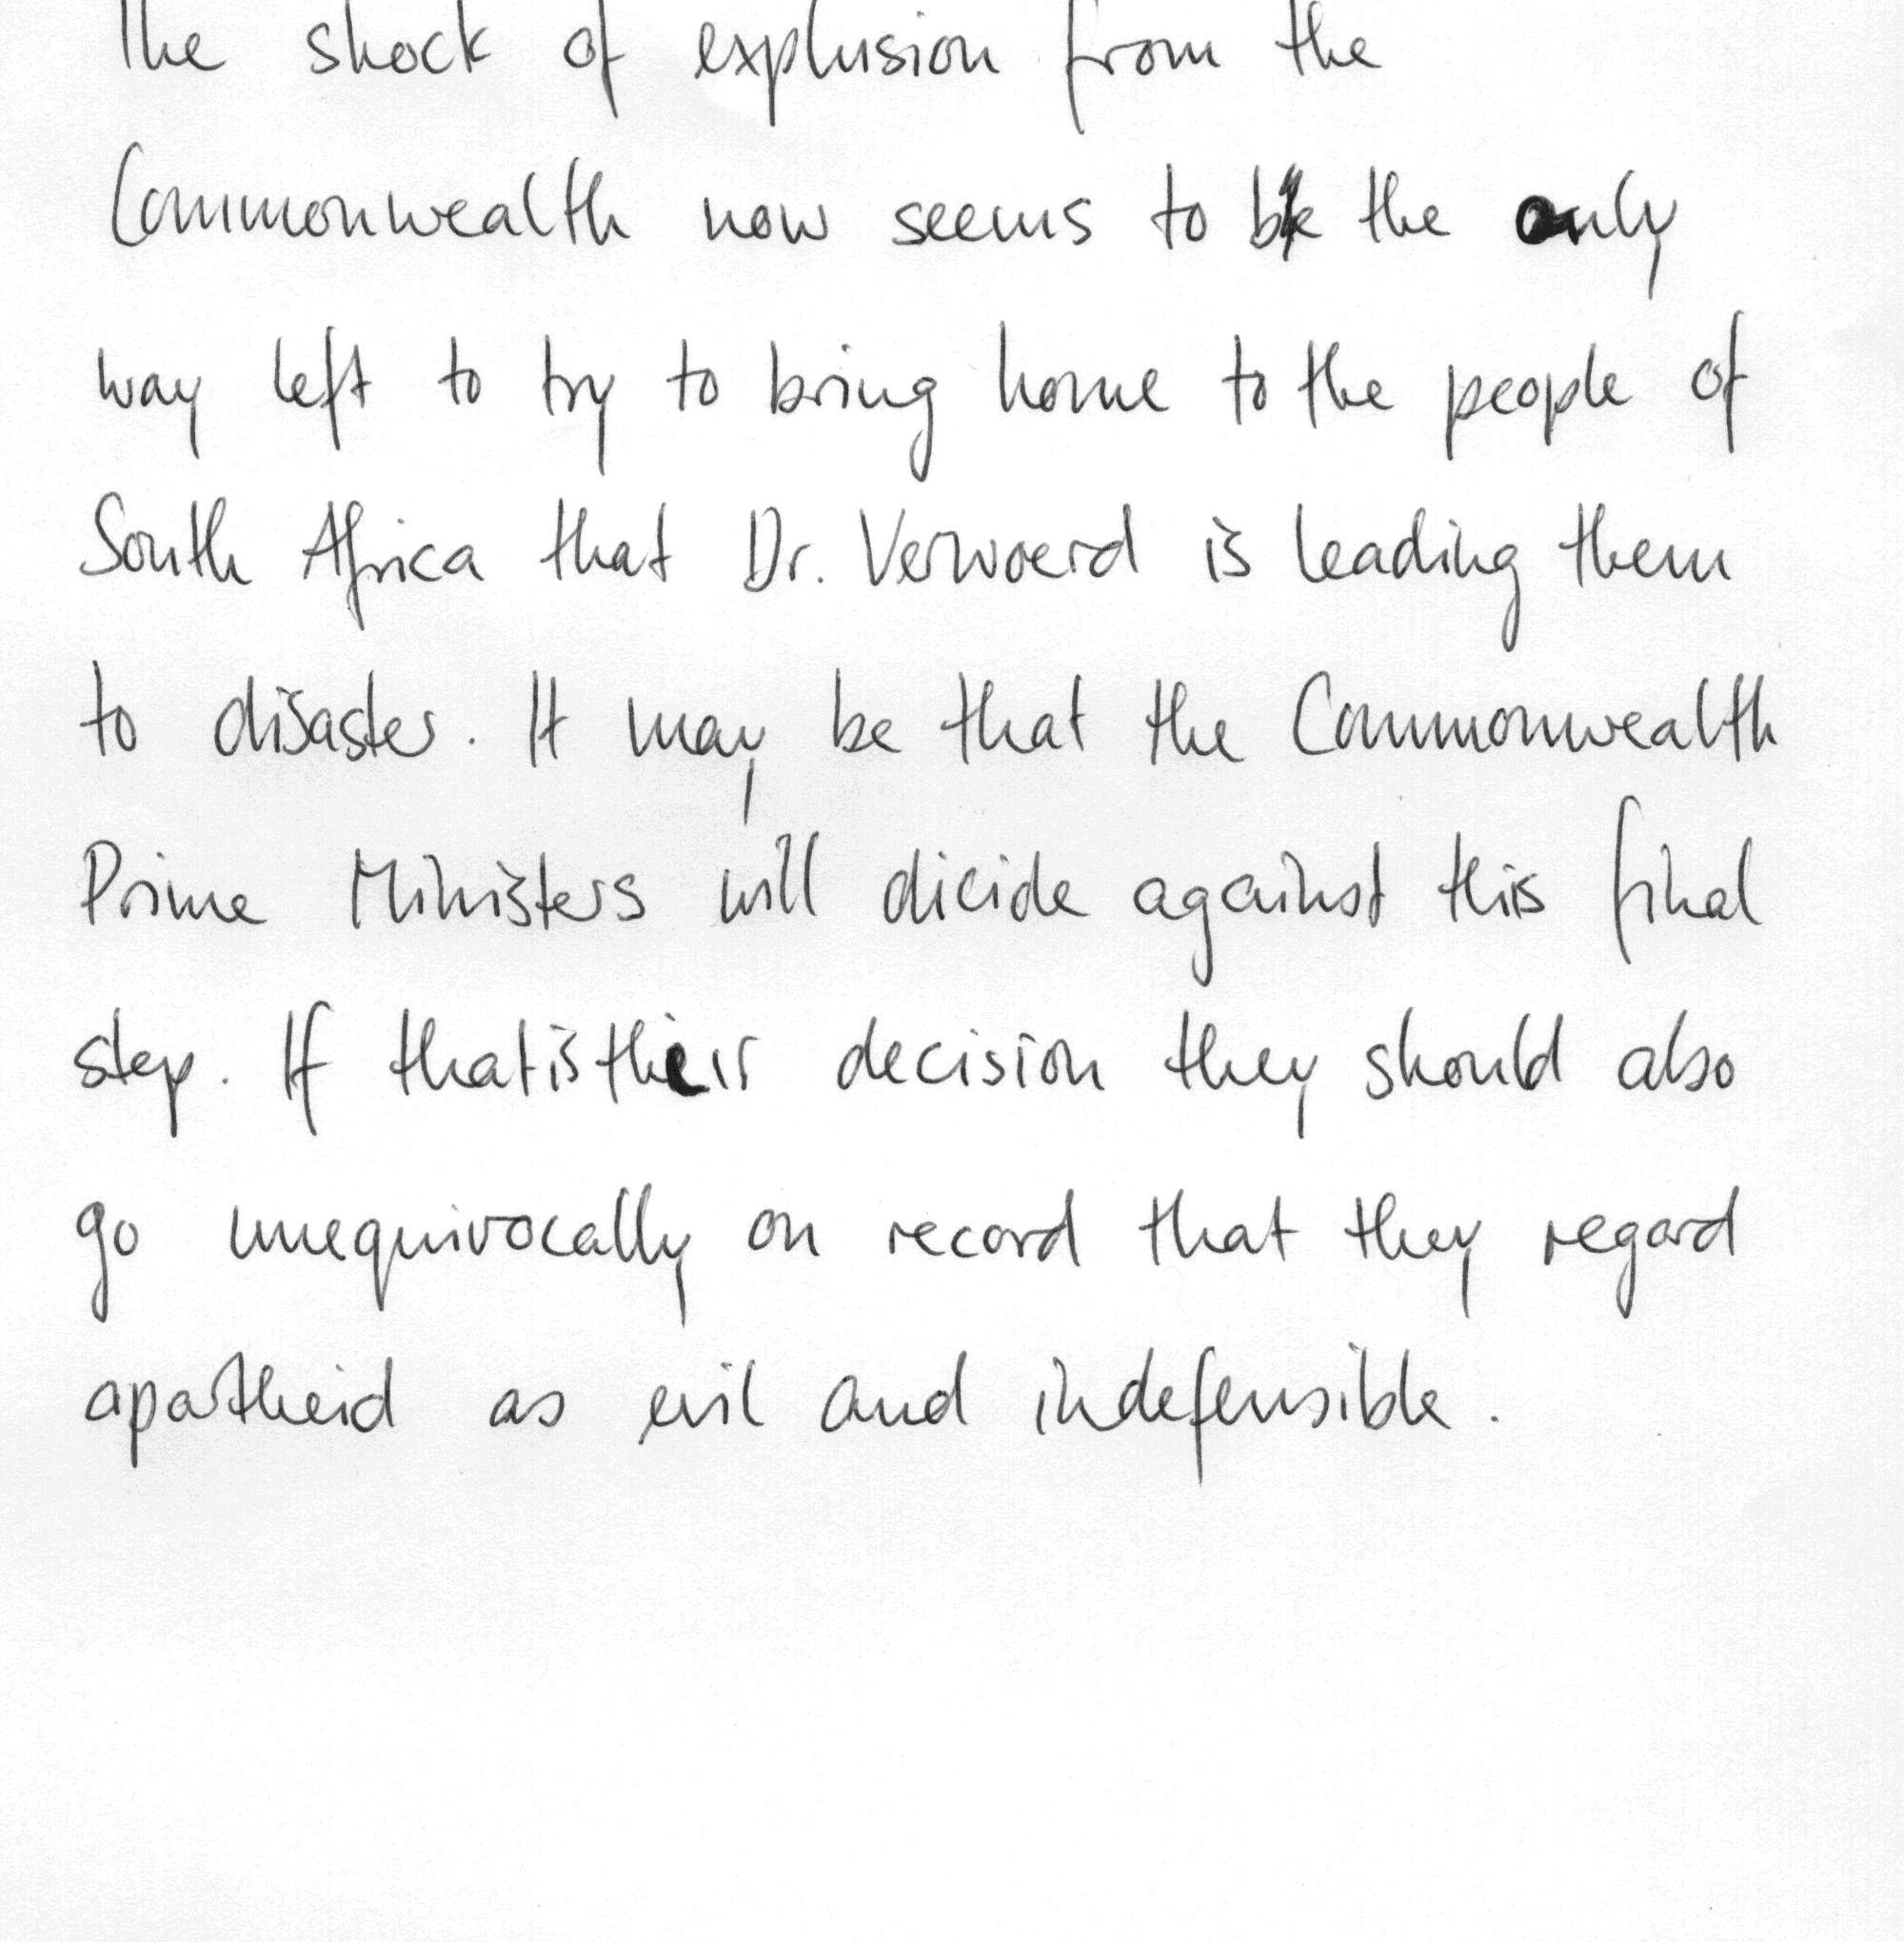 The shock of explusion from the
Commonwealth now seems to be the only
way left to try to bring home to the people of
South Africa that Dr. Verwoerd is leading them
to disaster. It may be that the Commonwealth
Prime Ministers will dicide against this final
step. If that is their decision they should also
go unequivocally on record that they regard
apartheid as evil and indefensible.